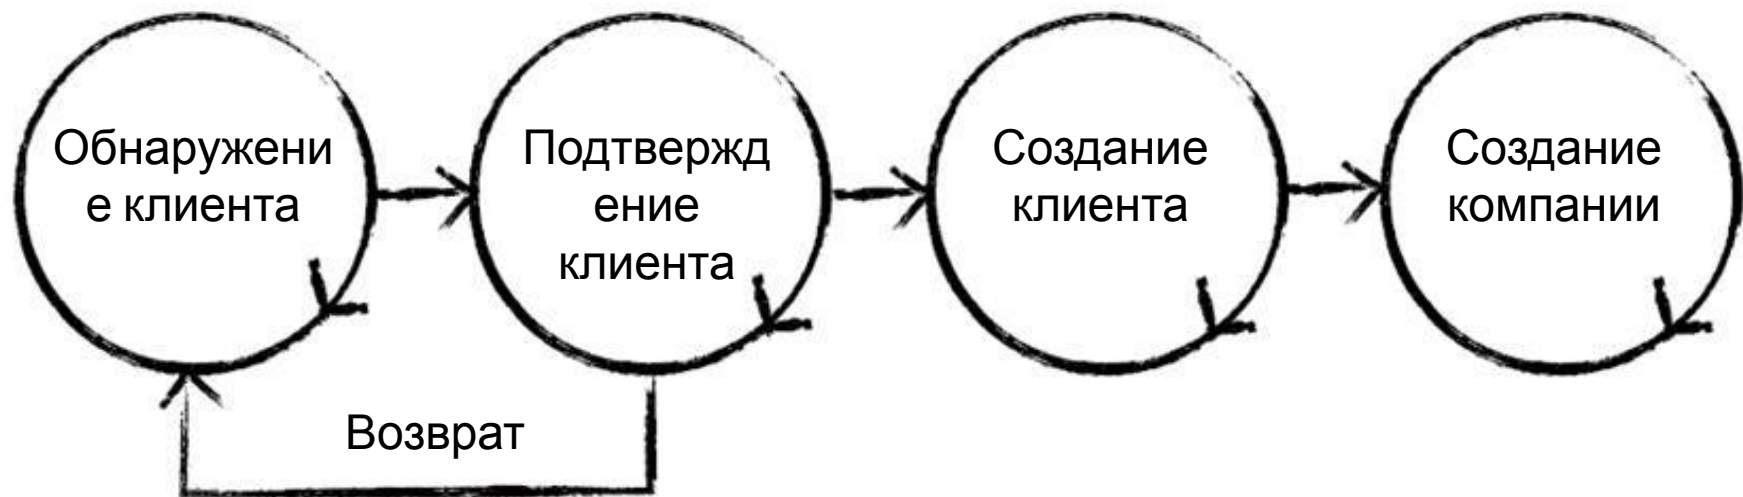 Обнаружени
е клиента
Подтвержд
ение
клиента
Создание
клиента
Создание
компании
Возврат